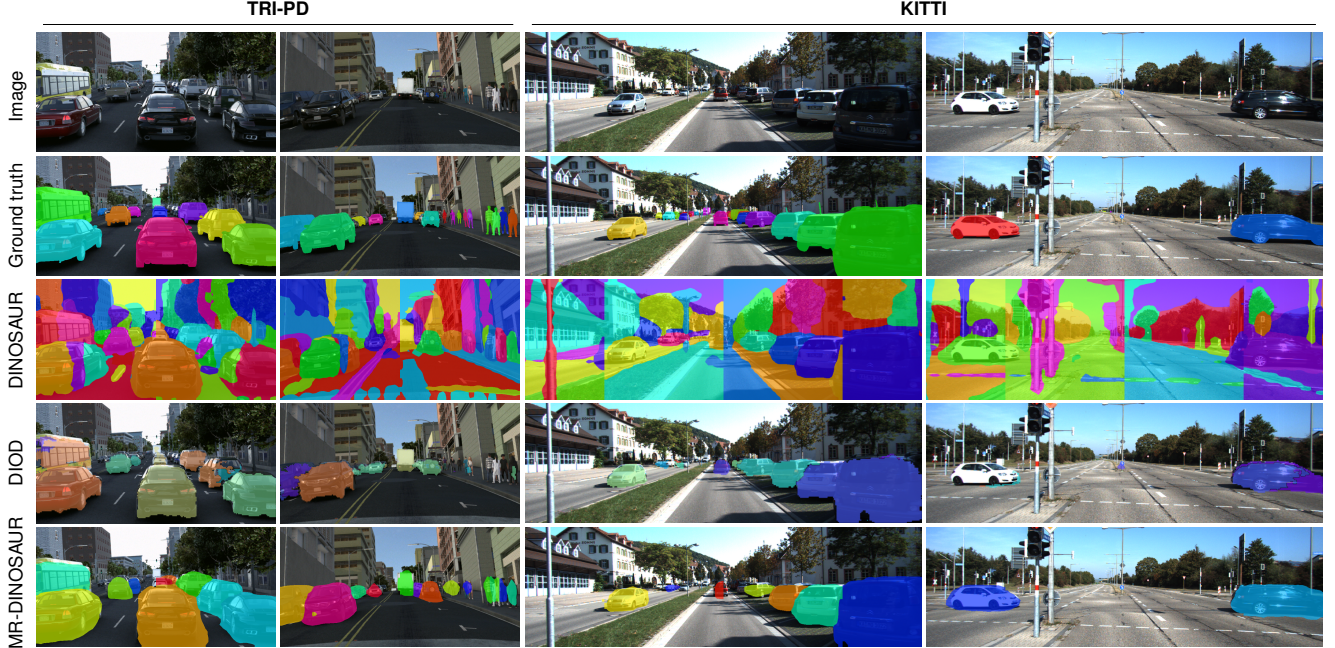 TRI-PD
KITTI
Image
Ground truth
DINOSAUR
DIOD
MR-DINOSAUR